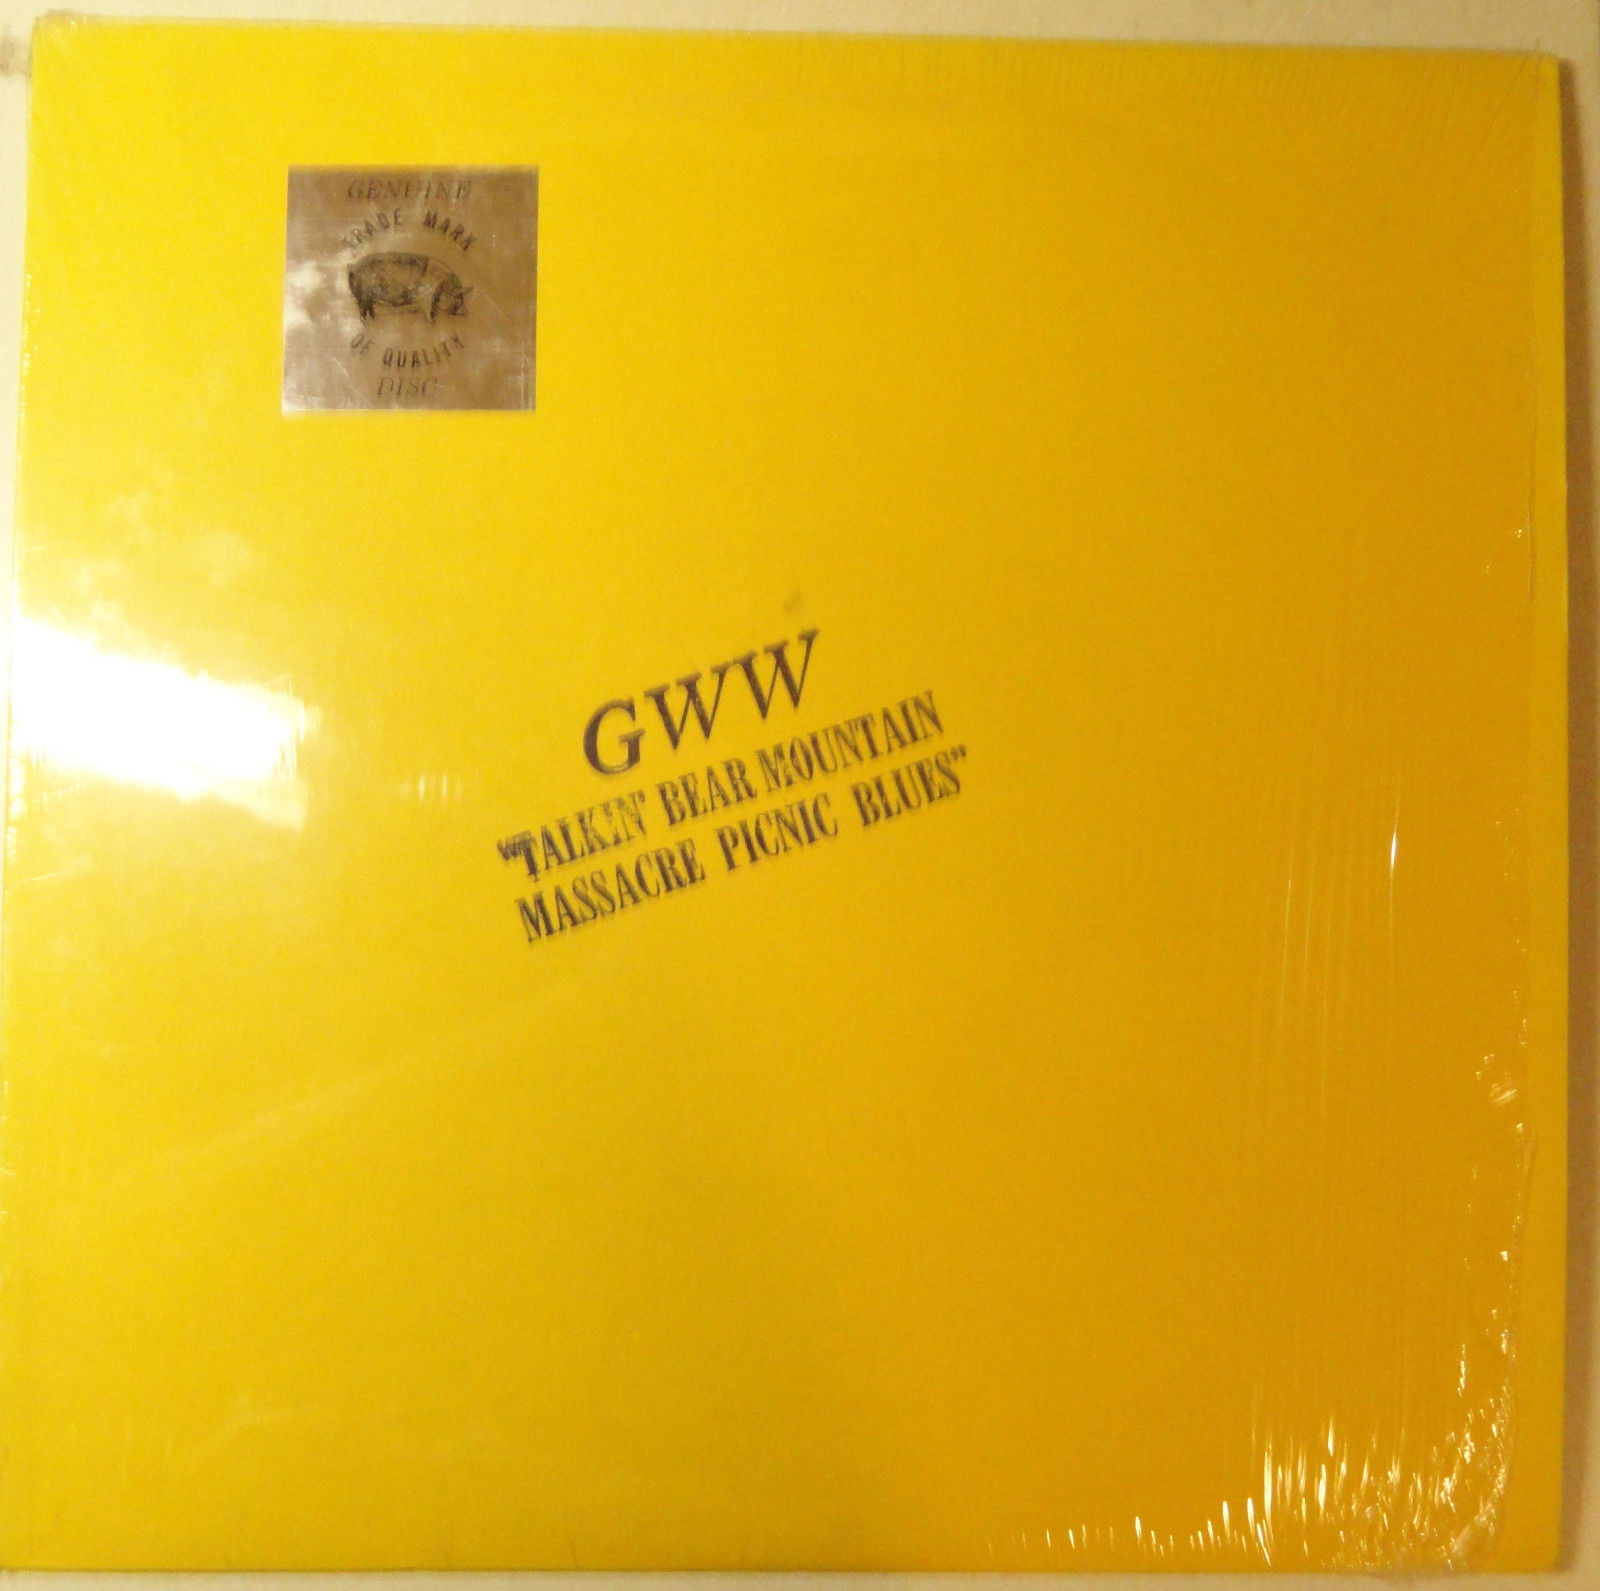 GENUINE
TRADE MARK
OF QUALITY
DISC
GWW
"TALKIN' BEAR MOUNTAIN
MASSACRE PICNIC BLUES"